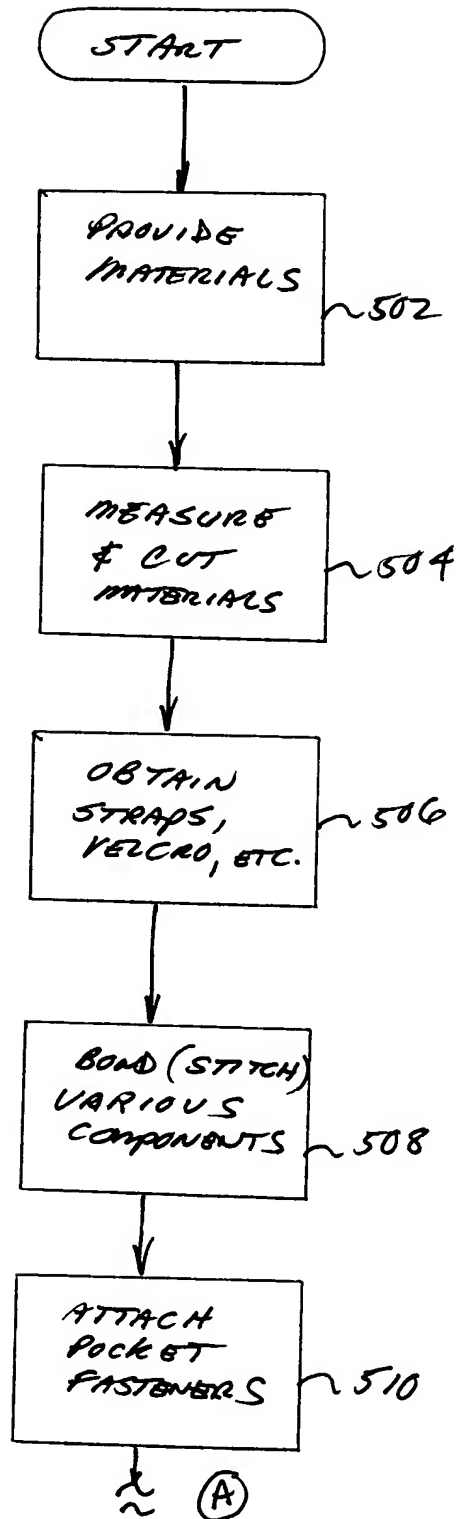 START
PROVIDE
MATERIALS
502
MEASURE
& CUT
MATERIALS
504
OBTAIN
STRAPS,
VELCRO, ETC.
506
BOND (STITCH)
VARIOUS
COMPONENTS
508
ATTACH
POCKET
FASTENERS
510
A